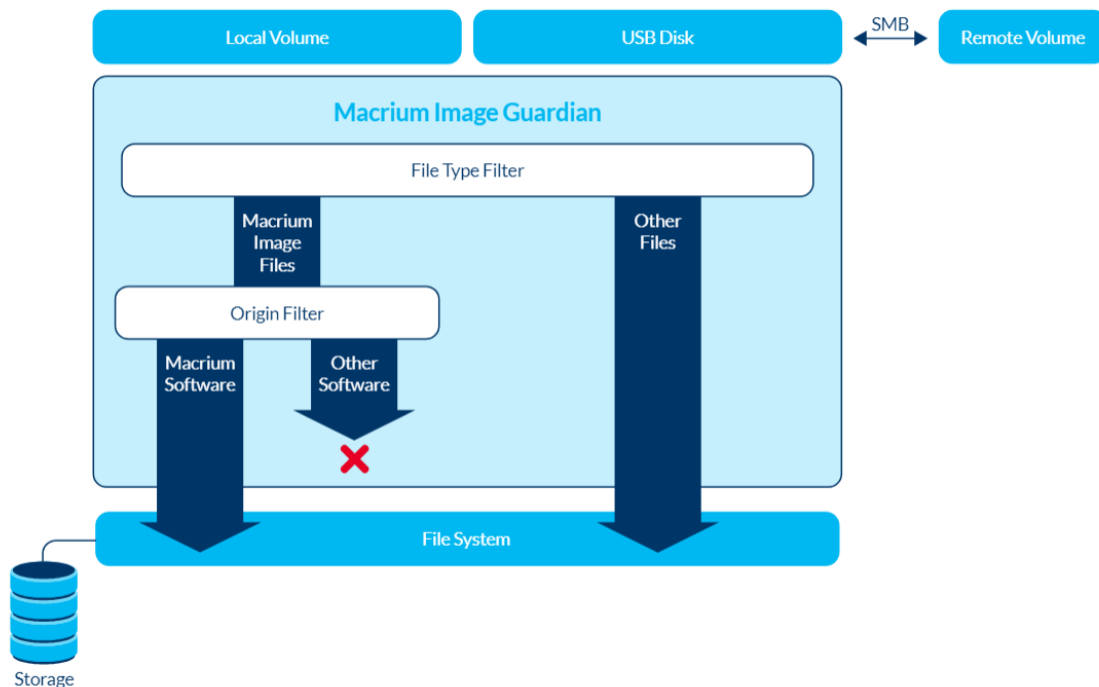 Local Volume
USB Disk
SMB
Remote Volume
Macrium Image Guardian
File Type Filter
Macrium
Image
Files
Other
Files
Origin Filter
Macrium
Software
Other
Software
File System
Storage